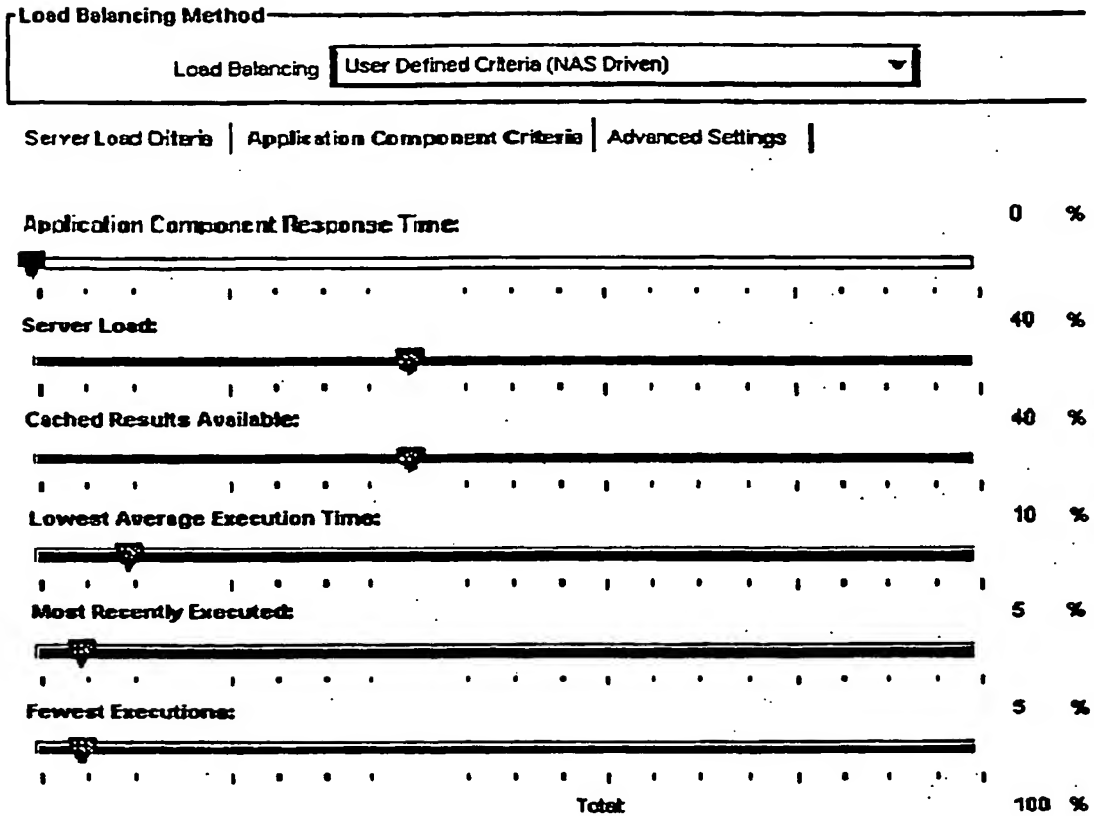 Load Balancing Method
Load Balancing User Defined Criteria (NAS Driven)
Server Load Criteria | Application Component Criteria | Advanced Settings |
Application Component Response Time: 0 %
Server Load: 40 %
Cached Results Available: 40 %
Lowest Average Execution Time: 10 %
Most Recently Executed: 5 %
Fewest Executions: 5 %
Total: 100 %